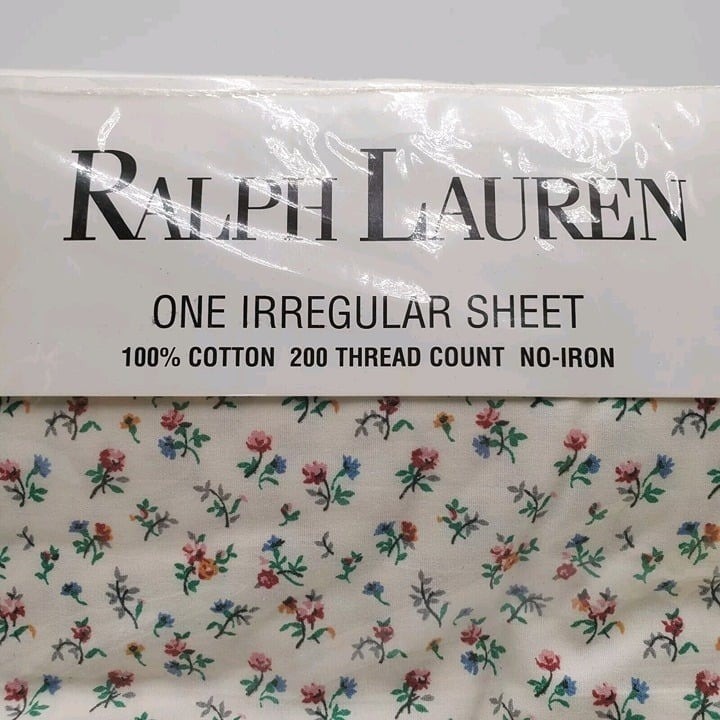 RALPH LAUREN
ONE IRREGULAR SHEET
100% COTTON 200 THREAD COUNT NO-IRON